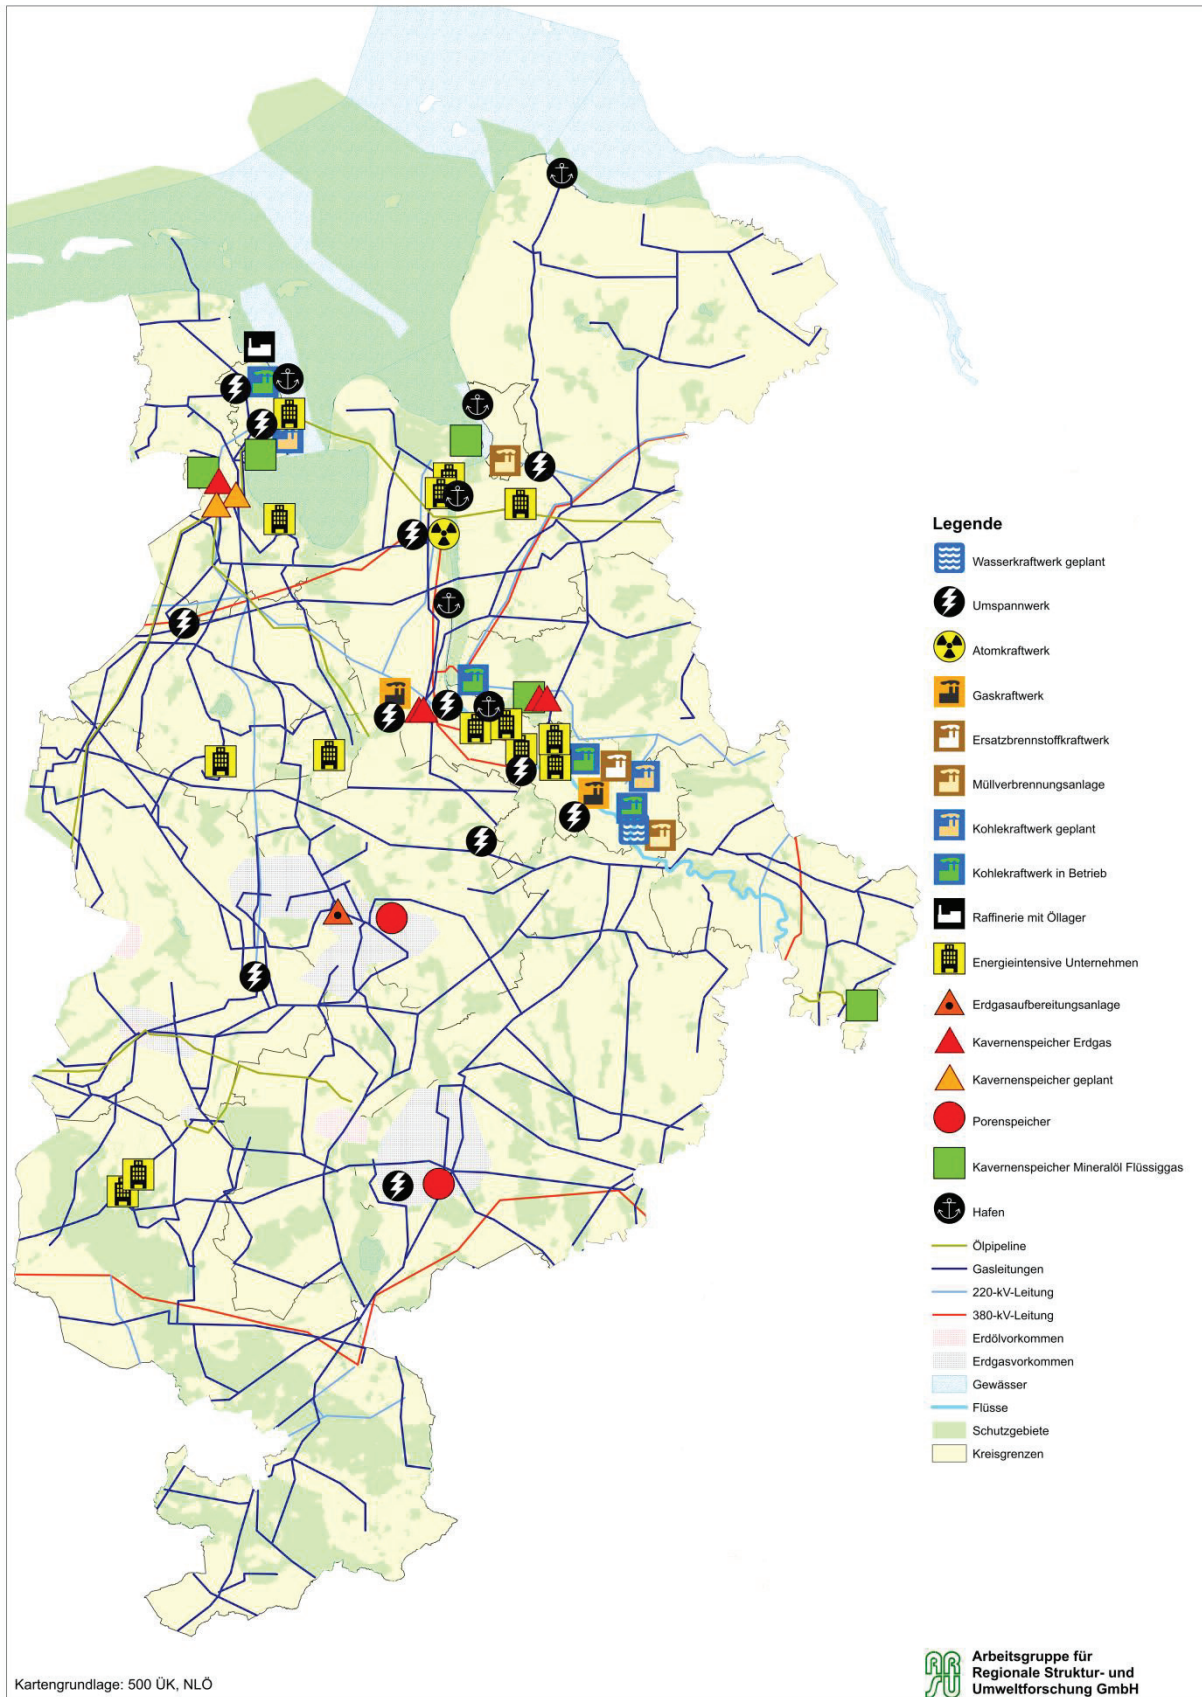 Legende
Wasserkraftwerk geplant
Umspannwerk
Atomkraftwerk
Gaskraftwerk
Ersatzbrennstoffkraftwerk
Müllverbrennungsanlage
Kohlekraftwerk geplant
Kohlekraftwerk in Betrieb
Raffinerie mit Öllager
Energieintensive Unternehmen
Erdgasaufbereitungsanlage
Kavernenspeicher Erdgas
Kavernenspeicher geplant
Porenspeicher
Kavernenspeicher Mineralöl Flüssiggas
Hafen
Ölpipeline
Gasleitungen
220-kV-Leitung
380-kV-Leitung
Erdölvorkommen
Erdgasvorkommen
Gewässer
Flüsse
Schutzgebiete
Kreisgrenzen
Kartengrundlage: 500 ÜK, NLÖ
ARSU
Arbeitsgruppe für
Regionale Struktur- und
Umweltforschung GmbH